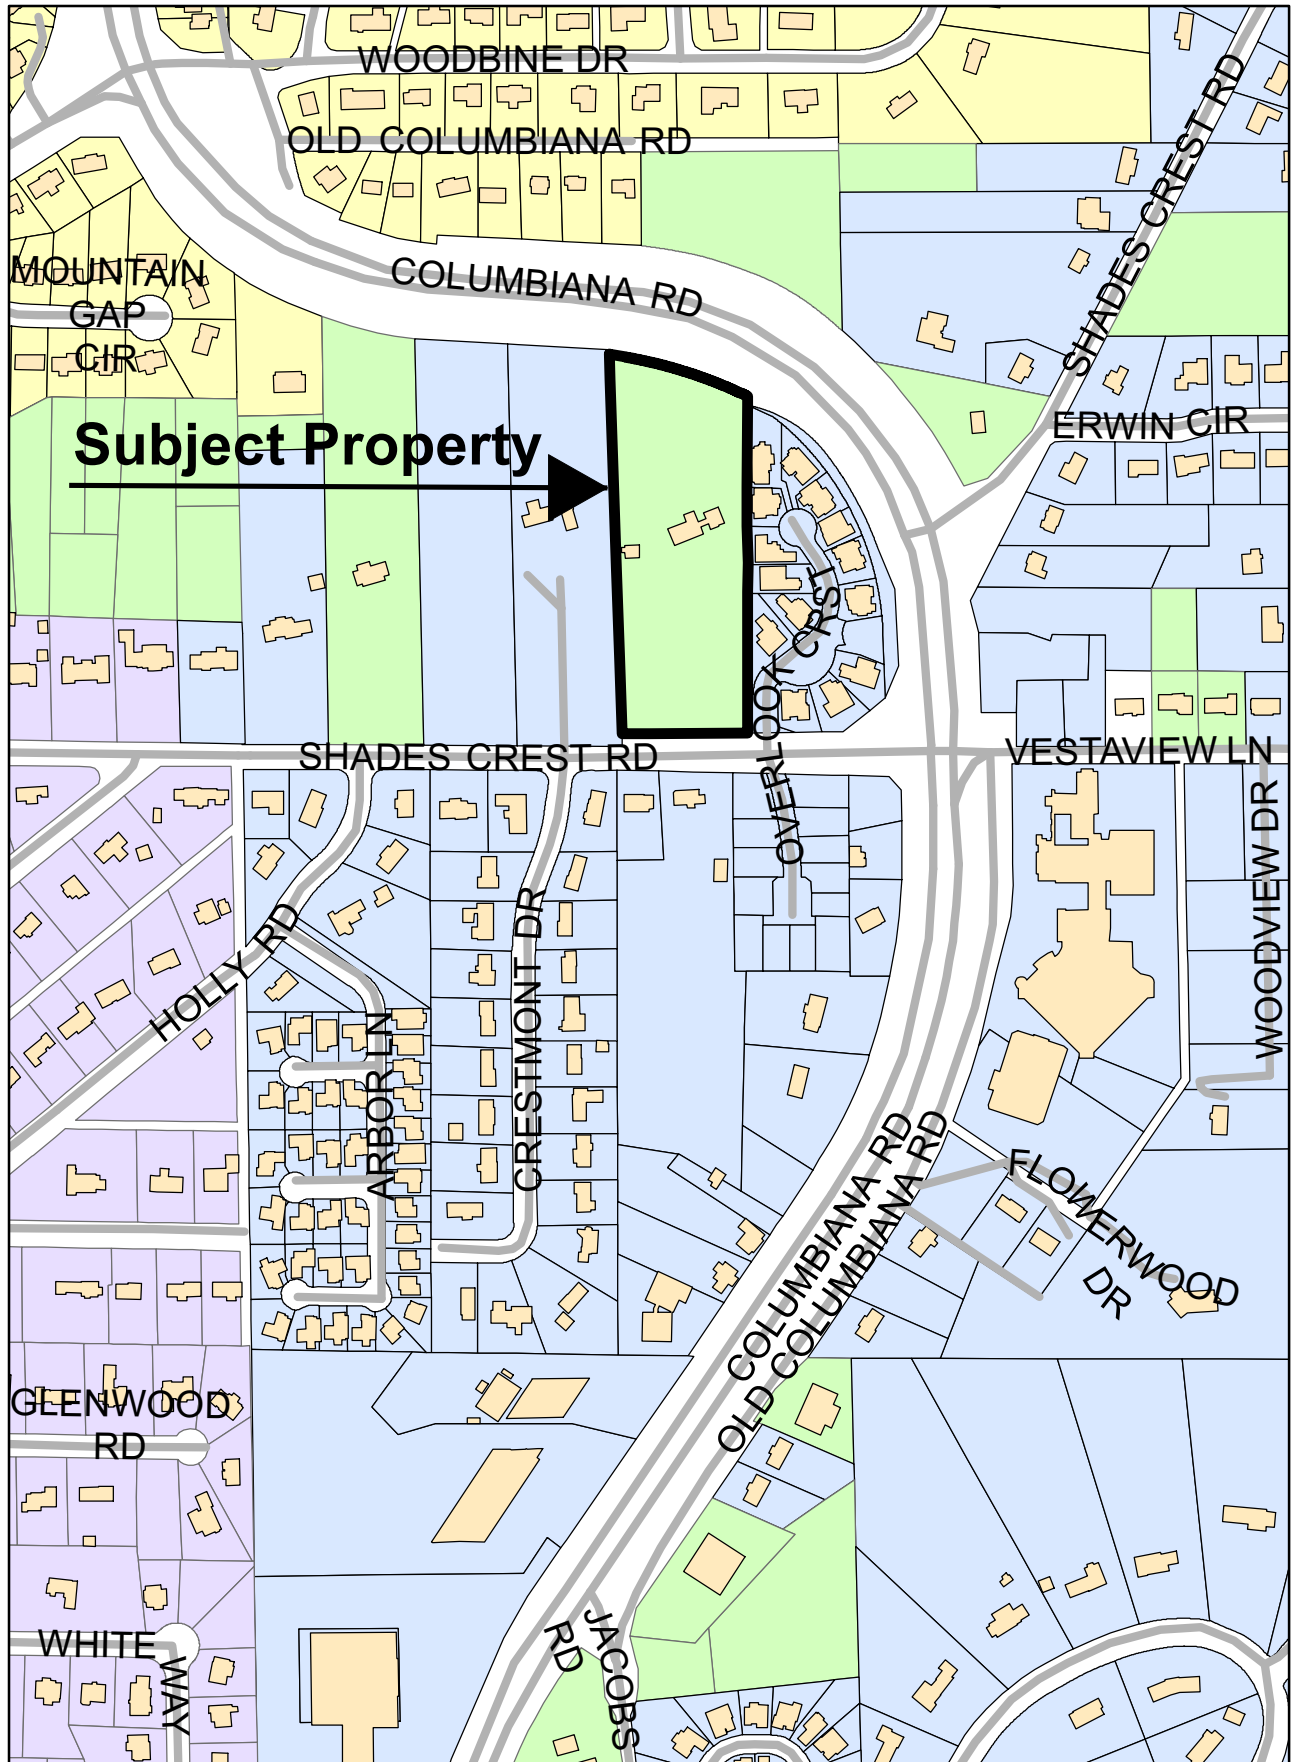 WOODBINE DR
OLD COLUMBIANA RD
SHADES CREST RD
MOUNTAIN
GAP
CIR
COLUMBIANA RD
ERWIN CIR
Subject Property
OVERLOOK CRST
SHADES CREST RD
VESTAVIEW LN
OVERLOOK
WOODVIEW DR
HOLLY RD
CRESTMONT DR
ARBOR LN
COLUMBIANA RD
OLD COLUMBIANA RD
FLOWERWOOD
DR
GLENWOOD
RD
WHITE WAY
JACOBS
RD